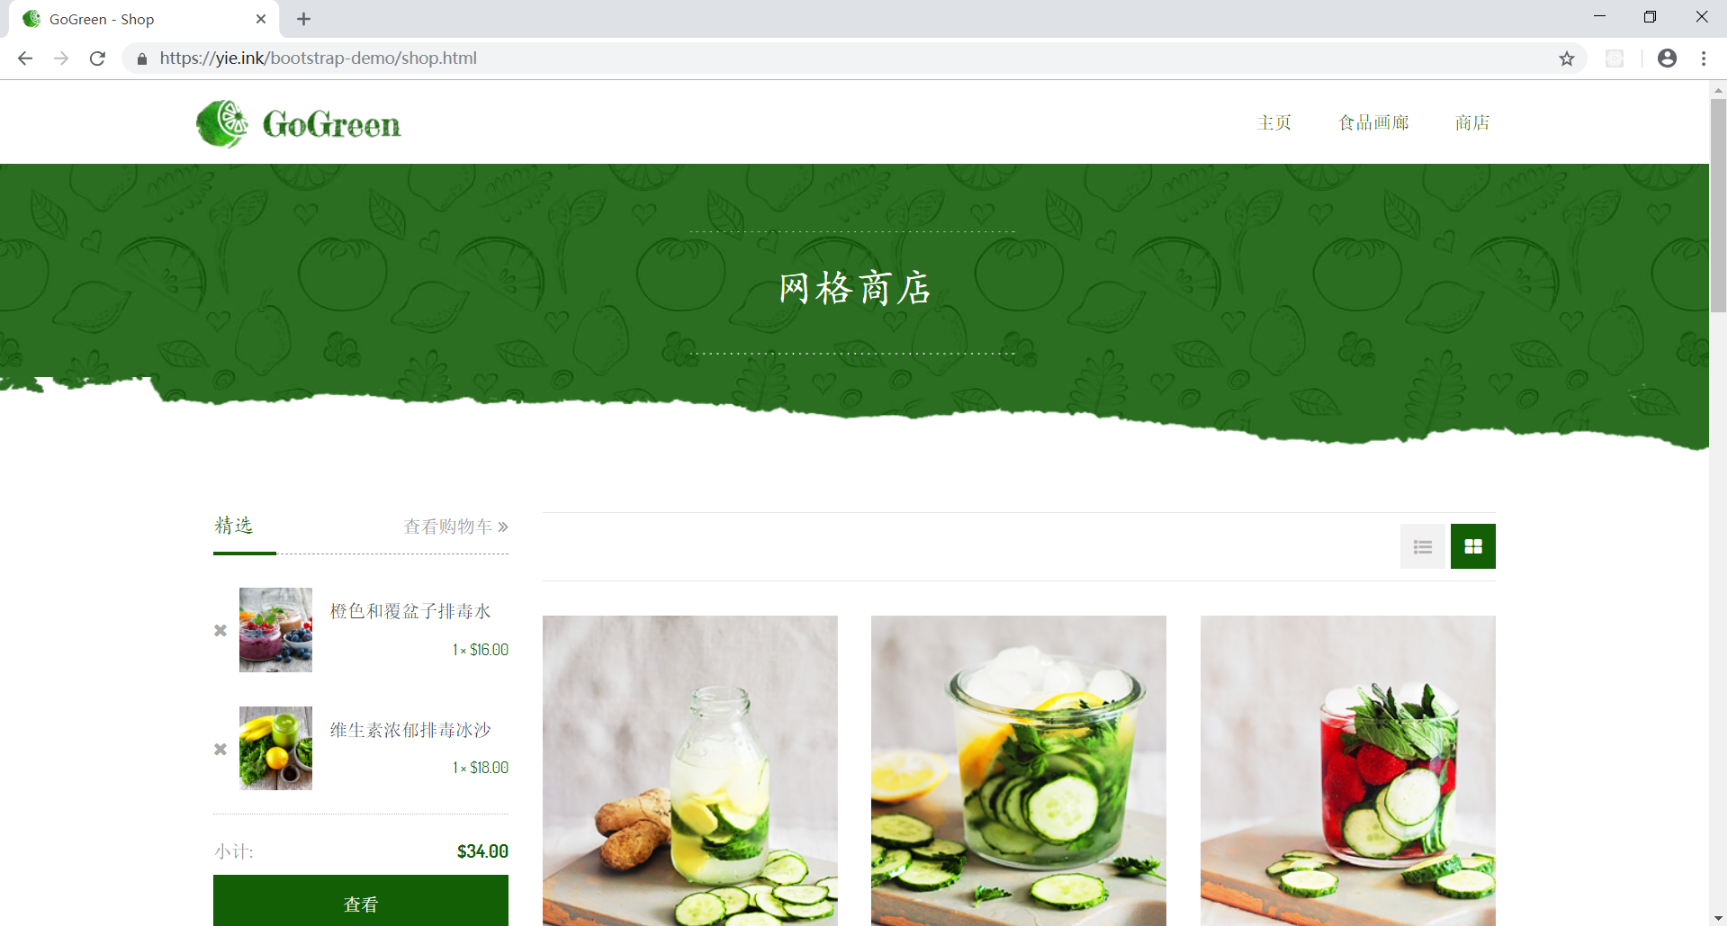 GoGreen - Shop
https://yie.ink/bootstrap-demo/shop.html
GoGreen
主页 食品画廊 商店
网格商店
精选 查看购物车 »
橙色和覆盆子排毒水
1 × $16.00
维生素浓郁排毒冰沙
1 × $18.00
小计: $34.00
查看